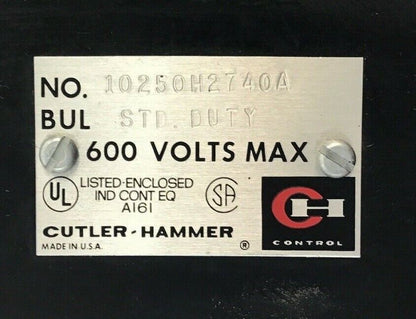 NO. 10250H2740A
BUL STD. DUTY
600 VOLTS MAX
UL LISTED-ENCLOSED
IND CONT EQ
A161
SA
CUTLER-HAMMER ®
MADE IN U.S.A.
CH
CONTROL